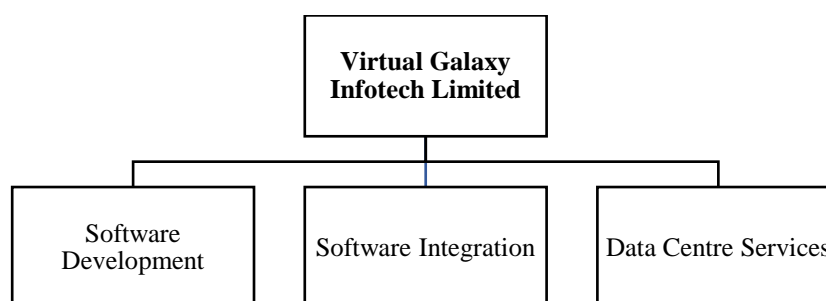 Virtual Galaxy
Infotech Limited
Software
Development
Software Integration
Data Centre Services